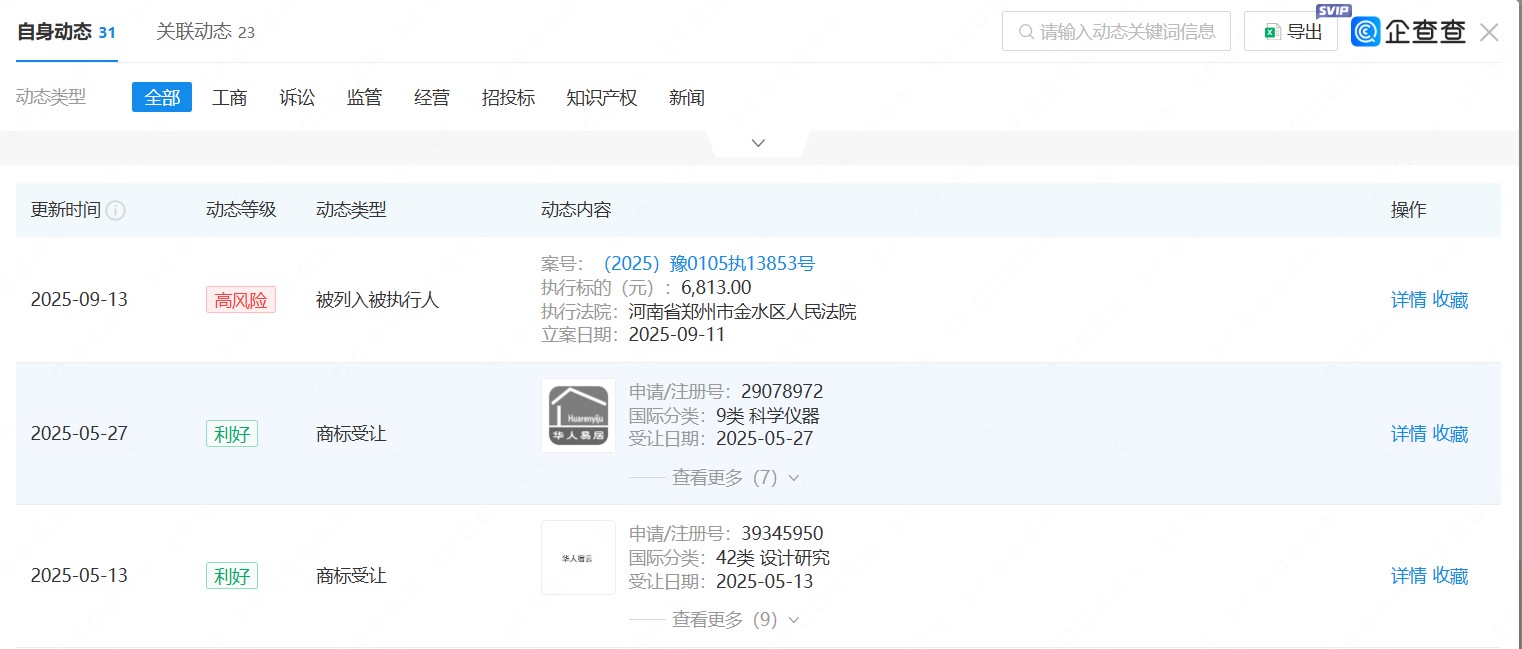 自身动态 31 关联动态 23 请输入动态关键词信息 导出 SVIP 企查查
动态类型 全部 工商 诉讼 监管 经营 招投标 知识产权 新闻
更新时间 动态等级 动态类型 动态内容 操作
案号：（2025）豫0105执13853号
执行标的（元）：6,813.00
2025-09-13 高风险 被列入被执行人 详情 收藏
执行法院：河南省郑州市金水区人民法院
立案日期：2025-09-11
Huarenyiju
华人易居
申请/注册号：29078972
国际分类：9类 科学仪器
2025-05-27 利好 商标受让 详情 收藏
受让日期：2025-05-27
查看更多（7）
申请/注册号：39345950
华人宿云
国际分类：42类 设计研究
2025-05-13 利好 商标受让 详情 收藏
受让日期：2025-05-13
查看更多（9）